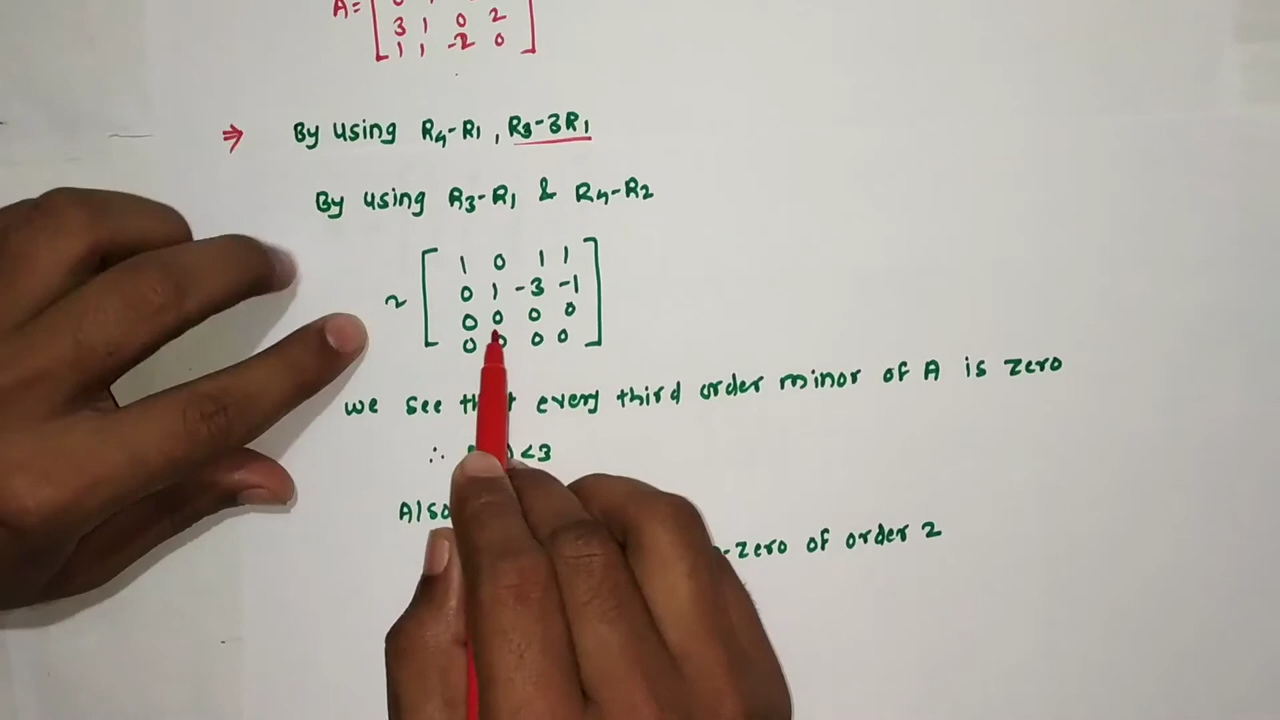 A=
3 1 0 2
1 1 -2 0
⇒ By using R4-R1, R3-3R1
By using R3-R1 & R4-R2
~ [ 1 0 1 1
0 1 -3 -1
0 0 0 0
0 0 0 0 ]
we see every third order minor of A is zero
∴ <3
Also
-zero of order 2